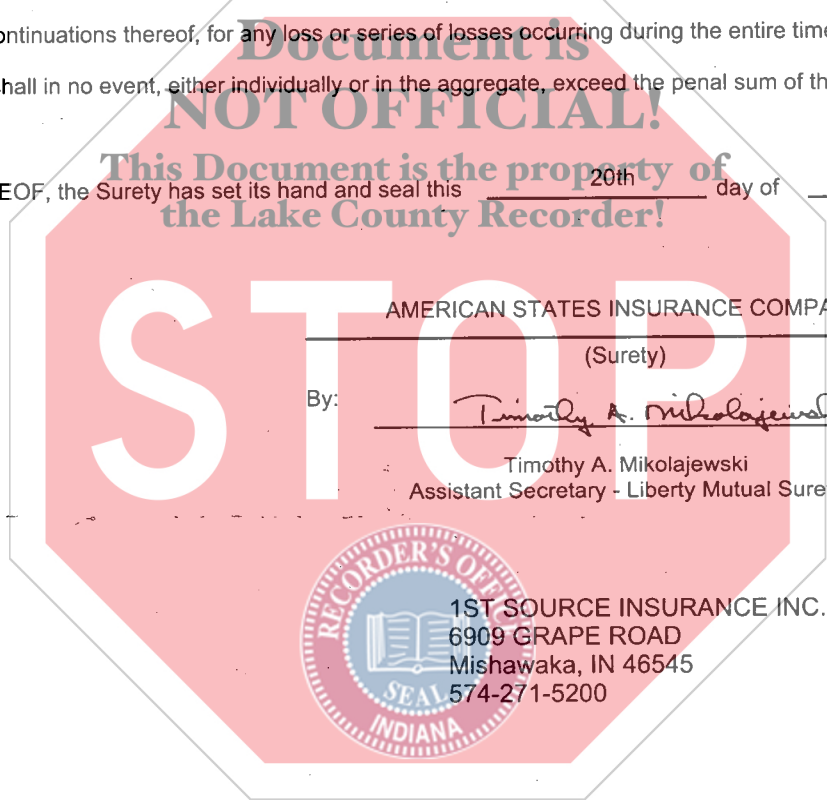 ontinuations thereof, for any loss or series of losses occurring during the entire time
Document is
hall in no event, either individually or in the aggregate, exceed the penal sum of th
NOT OFFICIAL!
This Document is the property of
EOF, the Surety has set its hand and seal this 20th day of
the Lake County Recorder!
STOP
AMERICAN STATES INSURANCE COMPA
(Surety)
By: Timothy A. Mikolajews
Timothy A. Mikolajewski
Assistant Secretary - Liberty Mutual Sure
RECORDER'S OFFICE
1ST SOURCE INSURANCE INC.
6909 GRAPE ROAD
Mishawaka, IN 46545
SEAL
574-271-5200
INDIANA